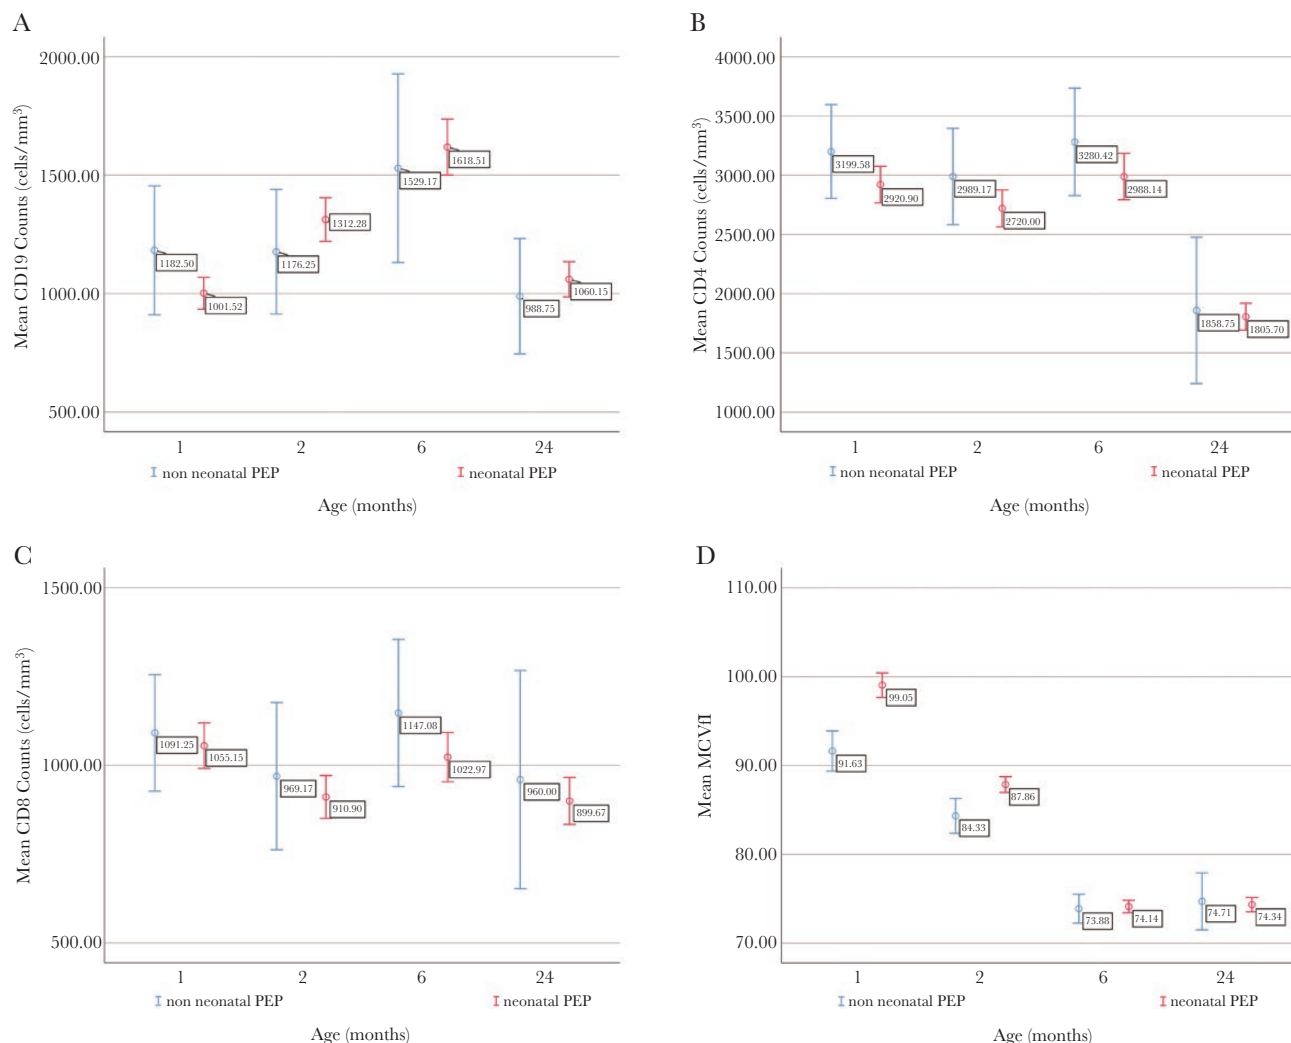 A
Mean CD19 Counts (cells/mm³)
2000.00
1500.00
1000.00
500.00
1182.50
1001.52
1176.25
1312.28
1529.17
1618.51
988.75
1060.15
1 2 6 24
non neonatal PEP neonatal PEP
Age (months)
B
Mean CD4 Counts (cells/mm³)
4000.00
3500.00
3000.00
2500.00
2000.00
1500.00
1000.00
3199.58
2920.90
2989.17
2720.00
3280.42
2988.14
1858.75
1805.70
1 2 6 24
non neonatal PEP neonatal PEP
Age (months)
C
Mean CD8 Counts (cells/mm³)
1500.00
1000.00
500.00
1091.25
1055.15
969.17
910.90
1147.08
1022.97
960.00
899.67
1 2 6 24
non neonatal PEP neonatal PEP
Age (months)
D
Mean MCVfl
110.00
100.00
90.00
80.00
70.00
91.63
99.05
84.33
87.86
73.88
74.14
74.71
74.34
1 2 6 24
non neonatal PEP neonatal PEP
Age (months)